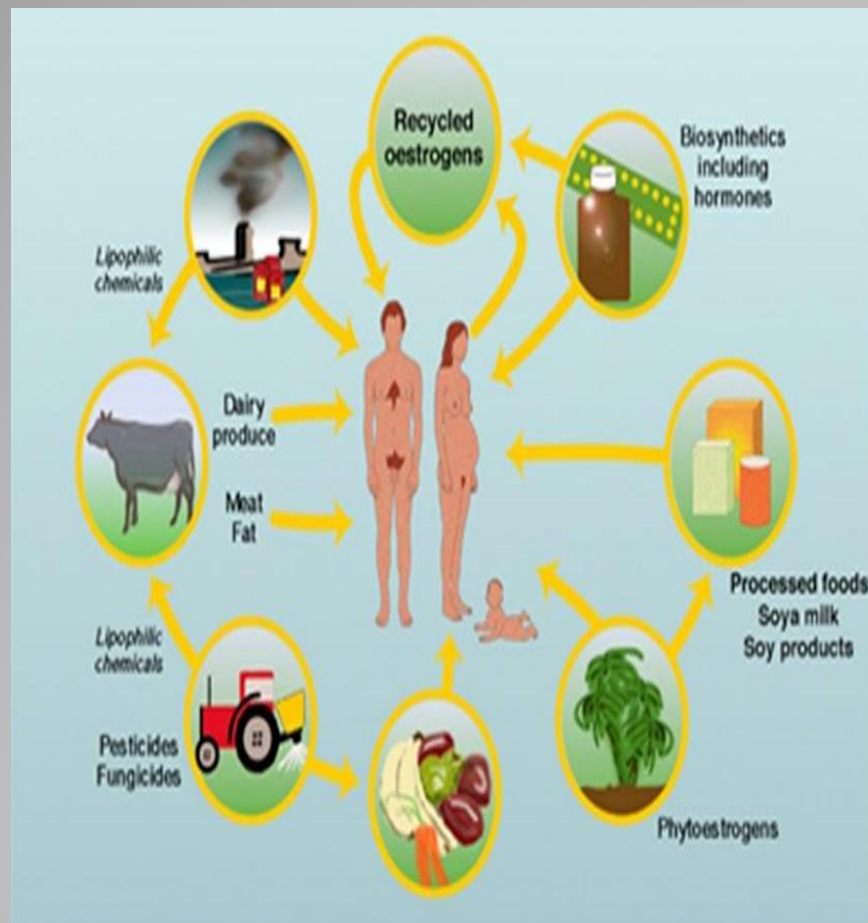 Recycled
oestrogens
Biosynthetics
including
hormones
Lipophilic
chemicals
Dairy
produce
Meat
Fat
Processed foods
Soya milk
Soy products
Lipophilic
chemicals
Pesticides
Fungicides
Phytoestrogens